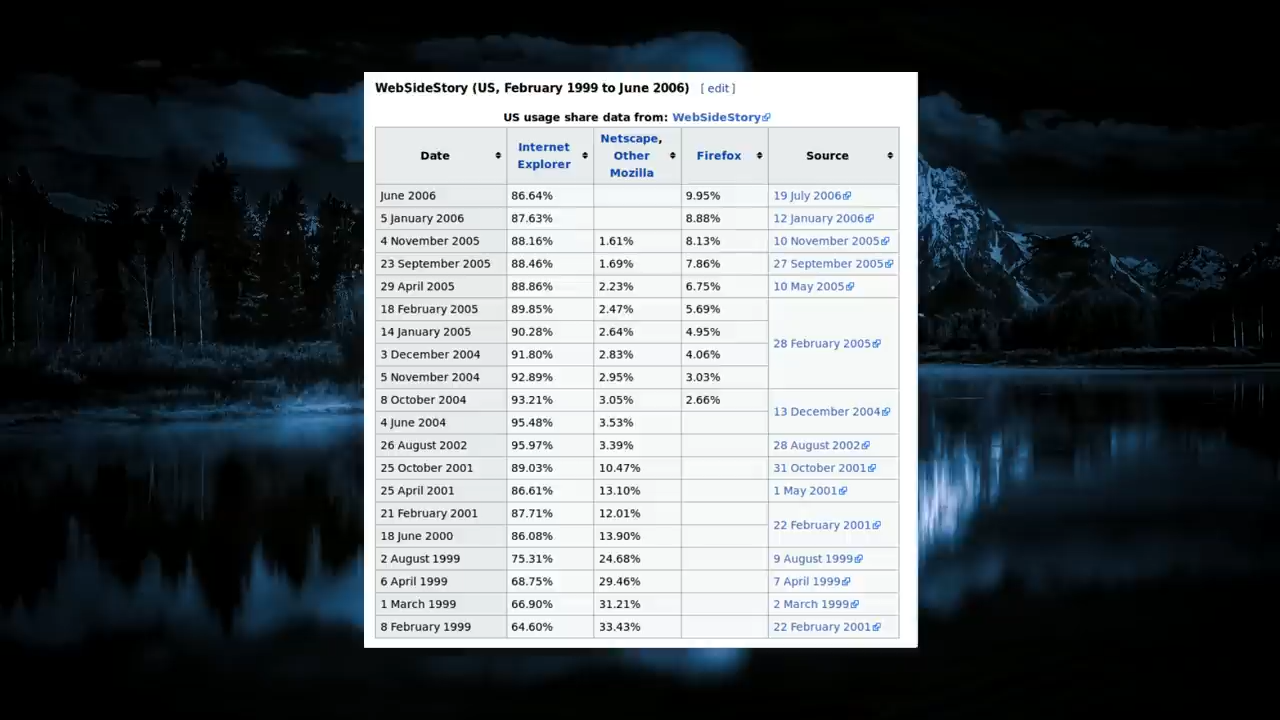 WebSideStory (US, February 1999 to June 2006) [ edit ]
US usage share data from: WebSideStory
Date Internet Explorer Netscape, Other Mozilla Firefox Source
June 2006 86.64% 9.95% 19 July 2006
5 January 2006 87.63% 8.88% 12 January 2006
4 November 2005 88.16% 1.61% 8.13% 10 November 2005
23 September 2005 88.46% 1.69% 7.86% 27 September 2005
29 April 2005 88.86% 2.23% 6.75% 10 May 2005
18 February 2005 89.85% 2.47% 5.69%
14 January 2005 90.28% 2.64% 4.95%
28 February 2005
3 December 2004 91.80% 2.83% 4.06%
5 November 2004 92.89% 2.95% 3.03%
8 October 2004 93.21% 3.05% 2.66%
13 December 2004
4 June 2004 95.48% 3.53%
26 August 2002 95.97% 3.39% 28 August 2002
25 October 2001 89.03% 10.47% 31 October 2001
25 April 2001 86.61% 13.10% 1 May 2001
21 February 2001 87.71% 12.01%
22 February 2001
18 June 2000 86.08% 13.90%
2 August 1999 75.31% 24.68% 9 August 1999
6 April 1999 68.75% 29.46% 7 April 1999
1 March 1999 66.90% 31.21% 2 March 1999
8 February 1999 64.60% 33.43% 22 February 2001